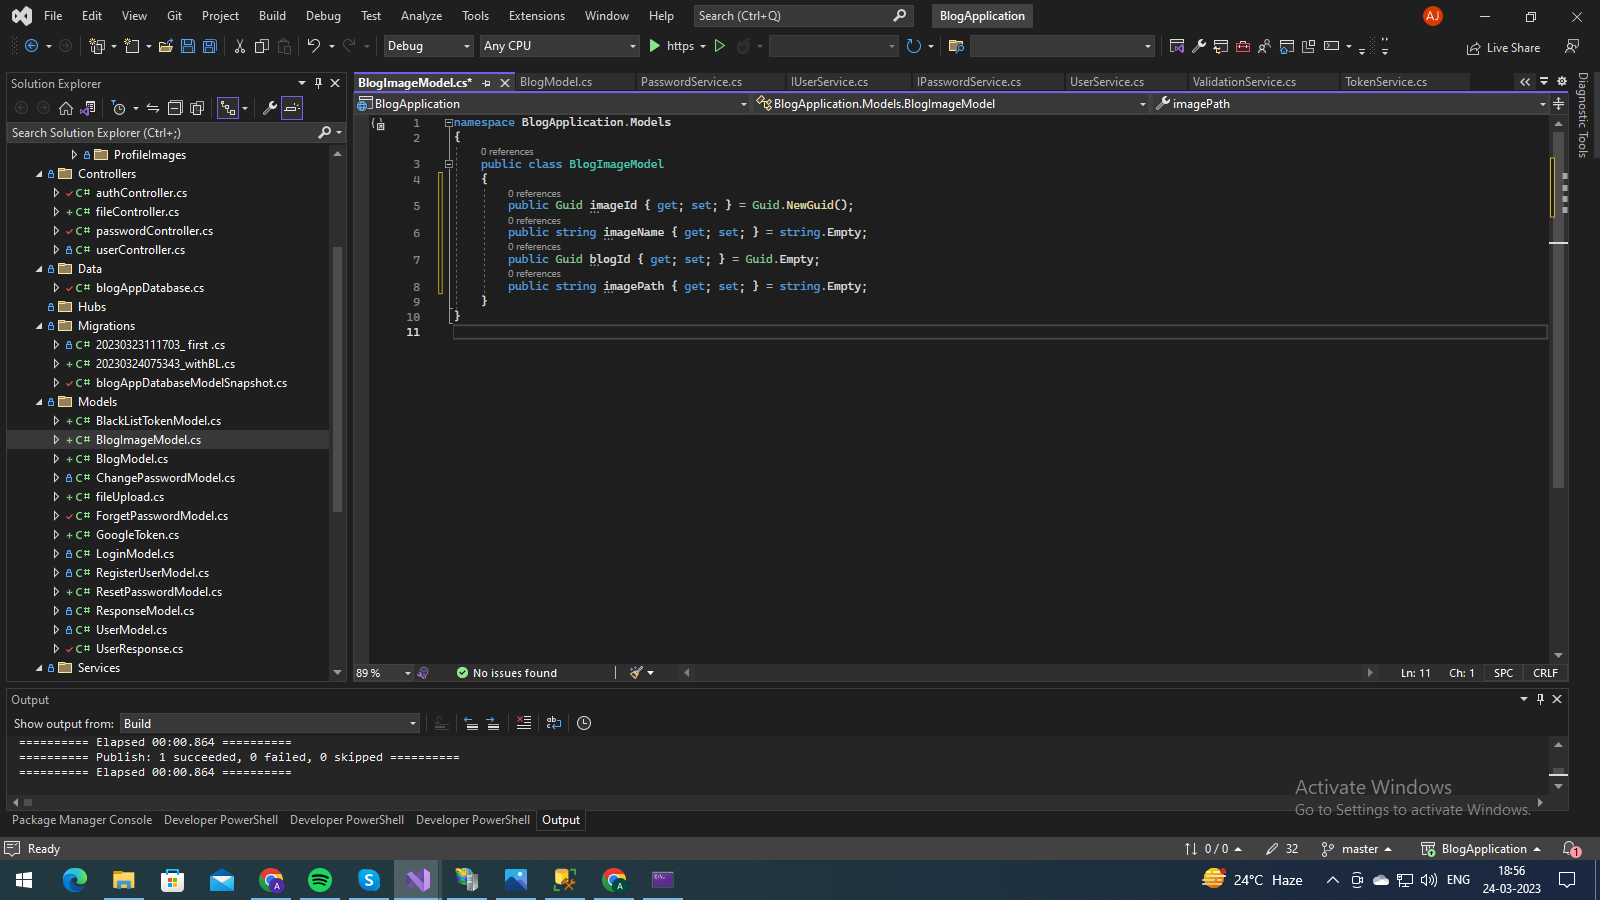 File Edit View Git Project Build Debug Test Analyze Tools Extensions Window Help Search (Ctrl+Q) BlogApplication AJ
Debug Any CPU https Live Share
Solution Explorer
Search Solution Explorer (Ctrl+;)
ProfileImages
Controllers
C# authController.cs
C# fileController.cs
C# passwordController.cs
C# userController.cs
Data
C# blogAppDatabase.cs
Hubs
Migrations
C# 20230323111703_ first .cs
C# 20230324075343_withBL.cs
C# blogAppDatabaseModelSnapshot.cs
Models
C# BlackListTokenModel.cs
C# BlogImageModel.cs
C# BlogModel.cs
C# ChangePasswordModel.cs
C# fileUpload.cs
C# ForgetPasswordModel.cs
C# GoogleToken.cs
C# LoginModel.cs
C# RegisterUserModel.cs
C# ResetPasswordModel.cs
C# ResponseModel.cs
C# UserModel.cs
C# UserResponse.cs
Services
BlogImageModel.cs* BlogModel.cs PasswordService.cs IUserService.cs IPasswordService.cs UserService.cs ValidationService.cs TokenService.cs
BlogApplication BlogApplication.Models.BlogImageModel imagePath
1 namespace BlogApplication.Models
2 {
0 references
3 public class BlogImageModel
4 {
0 references
5 public Guid imageId { get; set; } = Guid.NewGuid();
0 references
6 public string imageName { get; set; } = string.Empty;
0 references
7 public Guid blogId { get; set; } = Guid.Empty;
0 references
8 public string imagePath { get; set; } = string.Empty;
9 }
10 }
11
89 % No issues found Ln: 11 Ch: 1 SPC CRLF
Diagnostic Tools
Output
Show output from: Build
========== Elapsed 00:00.864 ==========
========== Publish: 1 succeeded, 0 failed, 0 skipped ==========
========== Elapsed 00:00.864 ==========
Activate Windows
Go to Settings to activate Windows.
Package Manager Console Developer PowerShell Developer PowerShell Developer PowerShell Output
Ready 0 / 0 32 master BlogApplication 1
24°C Haze ENG 18:56
24-03-2023